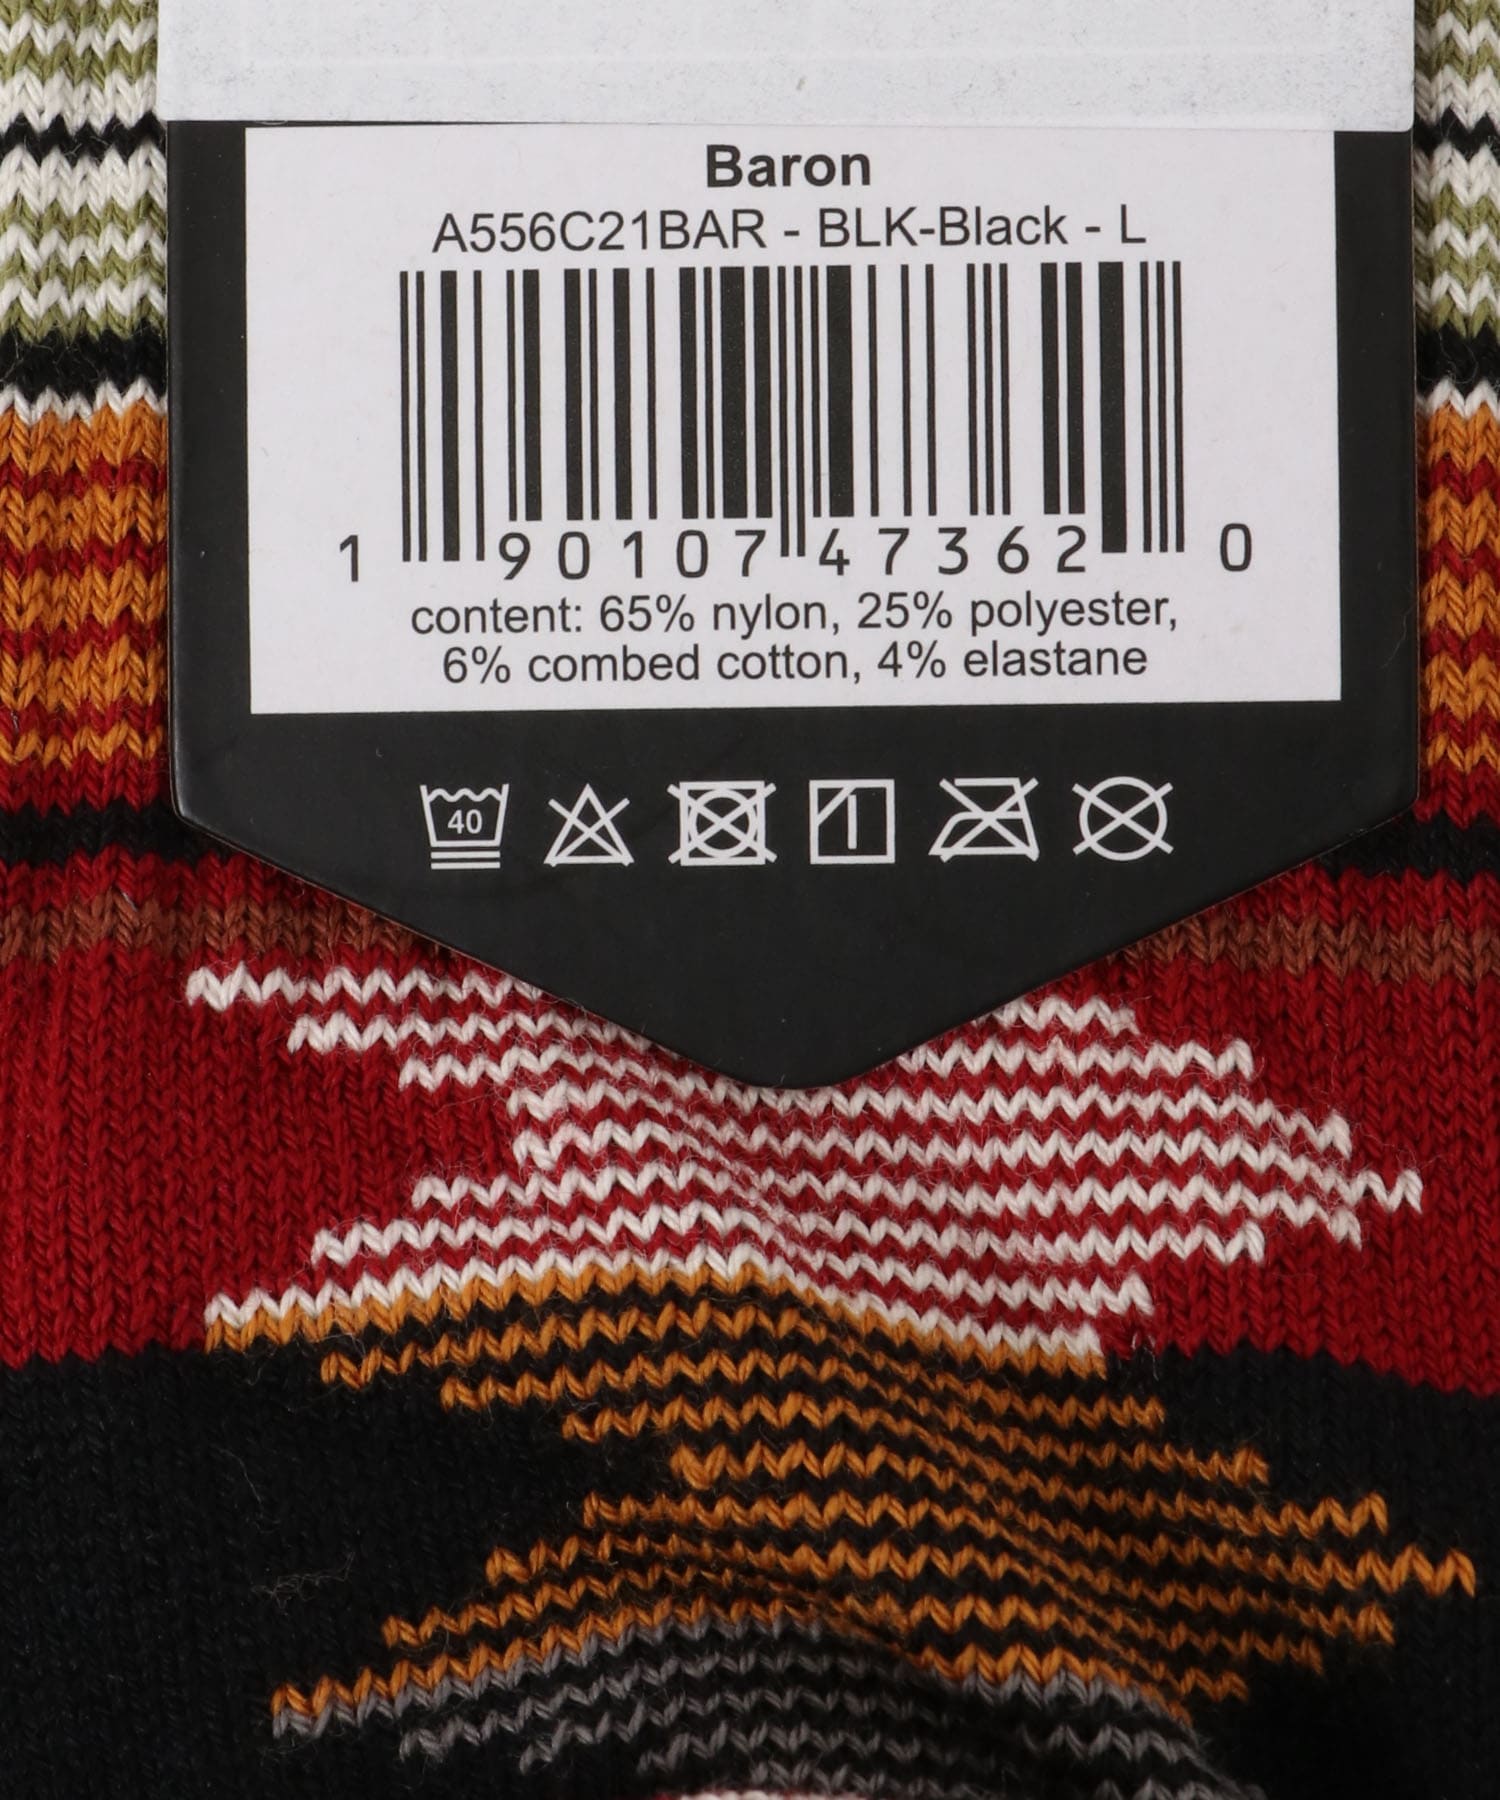 Baron
A556C21BAR - BLK-Black - L
1 90107 47362 0
content: 65% nylon, 25% polyester,
6% combed cotton, 4% elastane
40